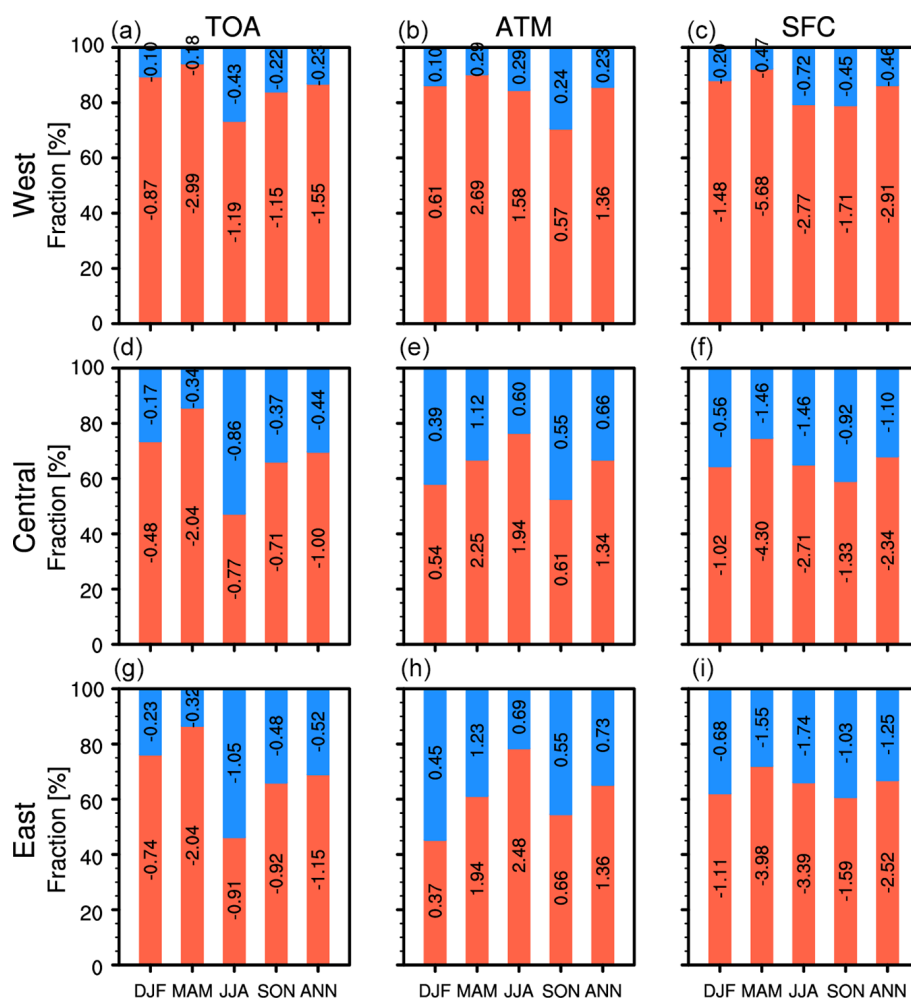 (a) TOA (b) ATM (c) SFC
West
Fraction [%]
100
80
60
40
20
0
-0.10 -0.18 -0.43 -0.22 -0.23
-0.87 -2.99 -1.19 -1.15 -1.55
0.10 0.29 0.29 0.24 0.23
0.61 2.69 1.58 0.57 1.36
-0.20 -0.47 -0.72 -0.45 -0.46
-1.48 -5.68 -2.77 -1.71 -2.91
(d) (e) (f)
Central
Fraction [%]
100
80
60
40
20
0
-0.17 -0.34 -0.86 -0.37 -0.44
-0.48 -2.04 -0.77 -0.71 -1.00
0.39 1.12 0.60 0.55 0.66
0.54 2.25 1.94 0.61 1.34
-0.56 -1.46 -1.46 -0.92 -1.10
-1.02 -4.30 -2.71 -1.33 -2.34
(g) (h) (i)
East
Fraction [%]
100
80
60
40
20
0
-0.23 -0.32 -1.05 -0.48 -0.52
-0.74 -2.04 -0.91 -0.92 -1.15
0.45 1.23 0.69 0.55 0.73
0.37 1.94 2.48 0.66 1.36
-0.68 -1.55 -1.74 -1.03 -1.25
-1.11 -3.98 -3.39 -1.59 -2.52
DJF MAM JJA SON ANN DJF MAM JJA SON ANN DJF MAM JJA SON ANN